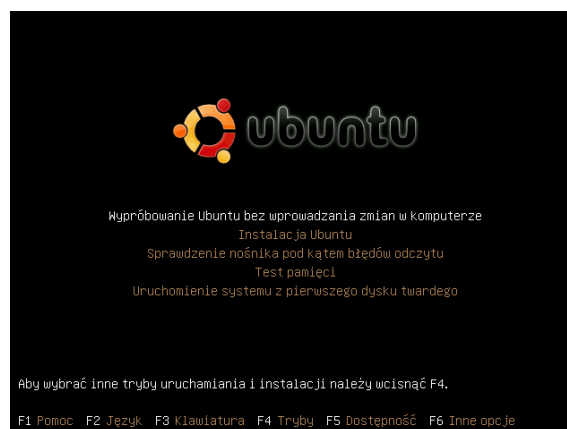 ubuntu
Wypróbowanie Ubuntu bez wprowadzania zmian w komputerze
Instalacja Ubuntu
Sprawdzenie nośnika pod kątem błędów odczytu
Test pamięci
Uruchomienie systemu z pierwszego dysku twardego
Aby wybrać inne tryby uruchamiania i instalacji należy wcisnąć F4.
F1 Pomoc F2 Język F3 Klawiatura F4 Tryby F5 Dostępność F6 Inne opcje